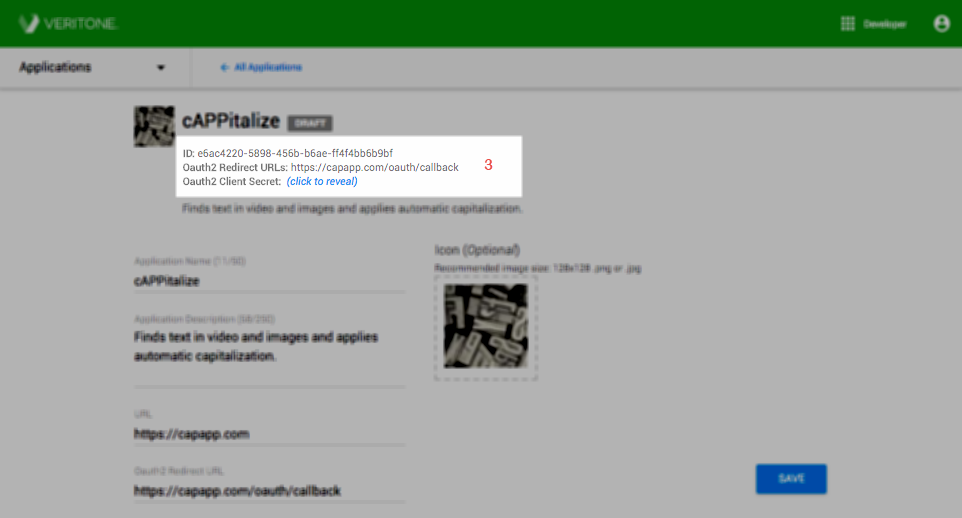 VERITONE
Developer
Applications
← All Applications
cAPPitalize DRAFT
ID: e6ac4220-5898-456b-b6ae-ff4f4bb6b9bf
Oauth2 Redirect URLs: https://capapp.com/oauth/callback
Oauth2 Client Secret: (click to reveal)
3
Finds text in video and images and applies automatic capitalization.
Application Name (11/50)
cAPPitalize
Application Description (68/250)
Finds text in video and images and applies
automatic capitalization.
URL
https://capapp.com
Oauth2 Redirect URL
https://capapp.com/oauth/callback
Icon (Optional)
Recommended image size: 128x128 .png or .jpg
SAVE